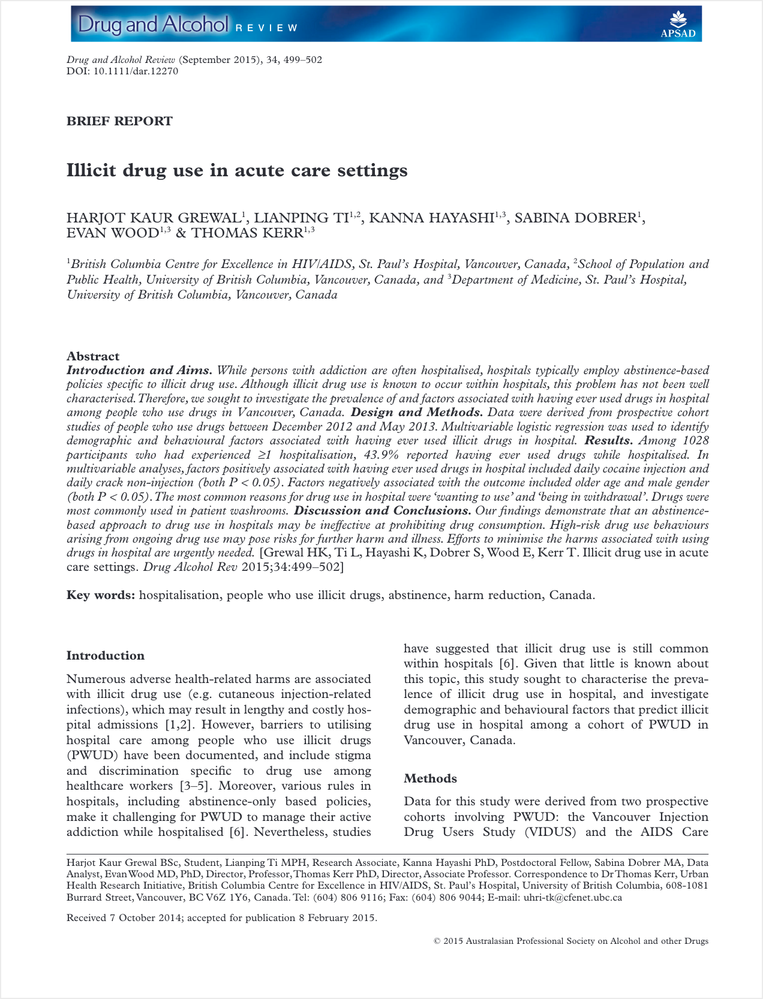 Drug and Alcohol REVIEW
APSAD
Drug and Alcohol Review (September 2015), 34, 499–502
DOI: 10.1111/dar.12270
BRIEF REPORT
Illicit drug use in acute care settings
HARJOT KAUR GREWAL1, LIANPING TI1,2, KANNA HAYASHI1,3, SABINA DOBRER1,
EVAN WOOD1,3 & THOMAS KERR1,3
1British Columbia Centre for Excellence in HIV/AIDS, St. Paul's Hospital, Vancouver, Canada, 2School of Population and
Public Health, University of British Columbia, Vancouver, Canada, and 3Department of Medicine, St. Paul's Hospital,
University of British Columbia, Vancouver, Canada
Abstract
Introduction and Aims. While persons with addiction are often hospitalised, hospitals typically employ abstinence-based
policies specific to illicit drug use. Although illicit drug use is known to occur within hospitals, this problem has not been well
characterised. Therefore, we sought to investigate the prevalence of and factors associated with having ever used drugs in hospital
among people who use drugs in Vancouver, Canada. Design and Methods. Data were derived from prospective cohort
studies of people who use drugs between December 2012 and May 2013. Multivariable logistic regression was used to identify
demographic and behavioural factors associated with having ever used illicit drugs in hospital. Results. Among 1028
participants who had experienced ≥1 hospitalisation, 43.9% reported having ever used drugs while hospitalised. In
multivariable analyses, factors positively associated with having ever used drugs in hospital included daily cocaine injection and
daily crack non-injection (both P < 0.05). Factors negatively associated with the outcome included older age and male gender
(both P < 0.05). The most common reasons for drug use in hospital were 'wanting to use' and 'being in withdrawal'. Drugs were
most commonly used in patient washrooms. Discussion and Conclusions. Our findings demonstrate that an abstinence-
based approach to drug use in hospitals may be ineffective at prohibiting drug consumption. High-risk drug use behaviours
arising from ongoing drug use may pose risks for further harm and illness. Efforts to minimise the harms associated with using
drugs in hospital are urgently needed. [Grewal HK, Ti L, Hayashi K, Dobrer S, Wood E, Kerr T. Illicit drug use in acute
care settings. Drug Alcohol Rev 2015;34:499–502]
Key words: hospitalisation, people who use illicit drugs, abstinence, harm reduction, Canada.
Introduction
Numerous adverse health-related harms are associated
with illicit drug use (e.g. cutaneous injection-related
infections), which may result in lengthy and costly hos-
pital admissions [1,2]. However, barriers to utilising
hospital care among people who use illicit drugs
(PWUD) have been documented, and include stigma
and discrimination specific to drug use among
healthcare workers [3–5]. Moreover, various rules in
hospitals, including abstinence-only based policies,
make it challenging for PWUD to manage their active
addiction while hospitalised [6]. Nevertheless, studies
have suggested that illicit drug use is still common
within hospitals [6]. Given that little is known about
this topic, this study sought to characterise the preva-
lence of illicit drug use in hospital, and investigate
demographic and behavioural factors that predict illicit
drug use in hospital among a cohort of PWUD in
Vancouver, Canada.
Methods
Data for this study were derived from two prospective
cohorts involving PWUD: the Vancouver Injection
Drug Users Study (VIDUS) and the AIDS Care
Harjot Kaur Grewal BSc, Student, Lianping Ti MPH, Research Associate, Kanna Hayashi PhD, Postdoctoral Fellow, Sabina Dobrer MA, Data
Analyst, Evan Wood MD, PhD, Director, Professor, Thomas Kerr PhD, Director, Associate Professor. Correspondence to Dr Thomas Kerr, Urban
Health Research Initiative, British Columbia Centre for Excellence in HIV/AIDS, St. Paul's Hospital, University of British Columbia, 608-1081
Burrard Street, Vancouver, BC V6Z 1Y6, Canada. Tel: (604) 806 9116; Fax: (604) 806 9044; E-mail: uhri-tk@cfenet.ubc.ca
Received 7 October 2014; accepted for publication 8 February 2015.
© 2015 Australasian Professional Society on Alcohol and other Drugs